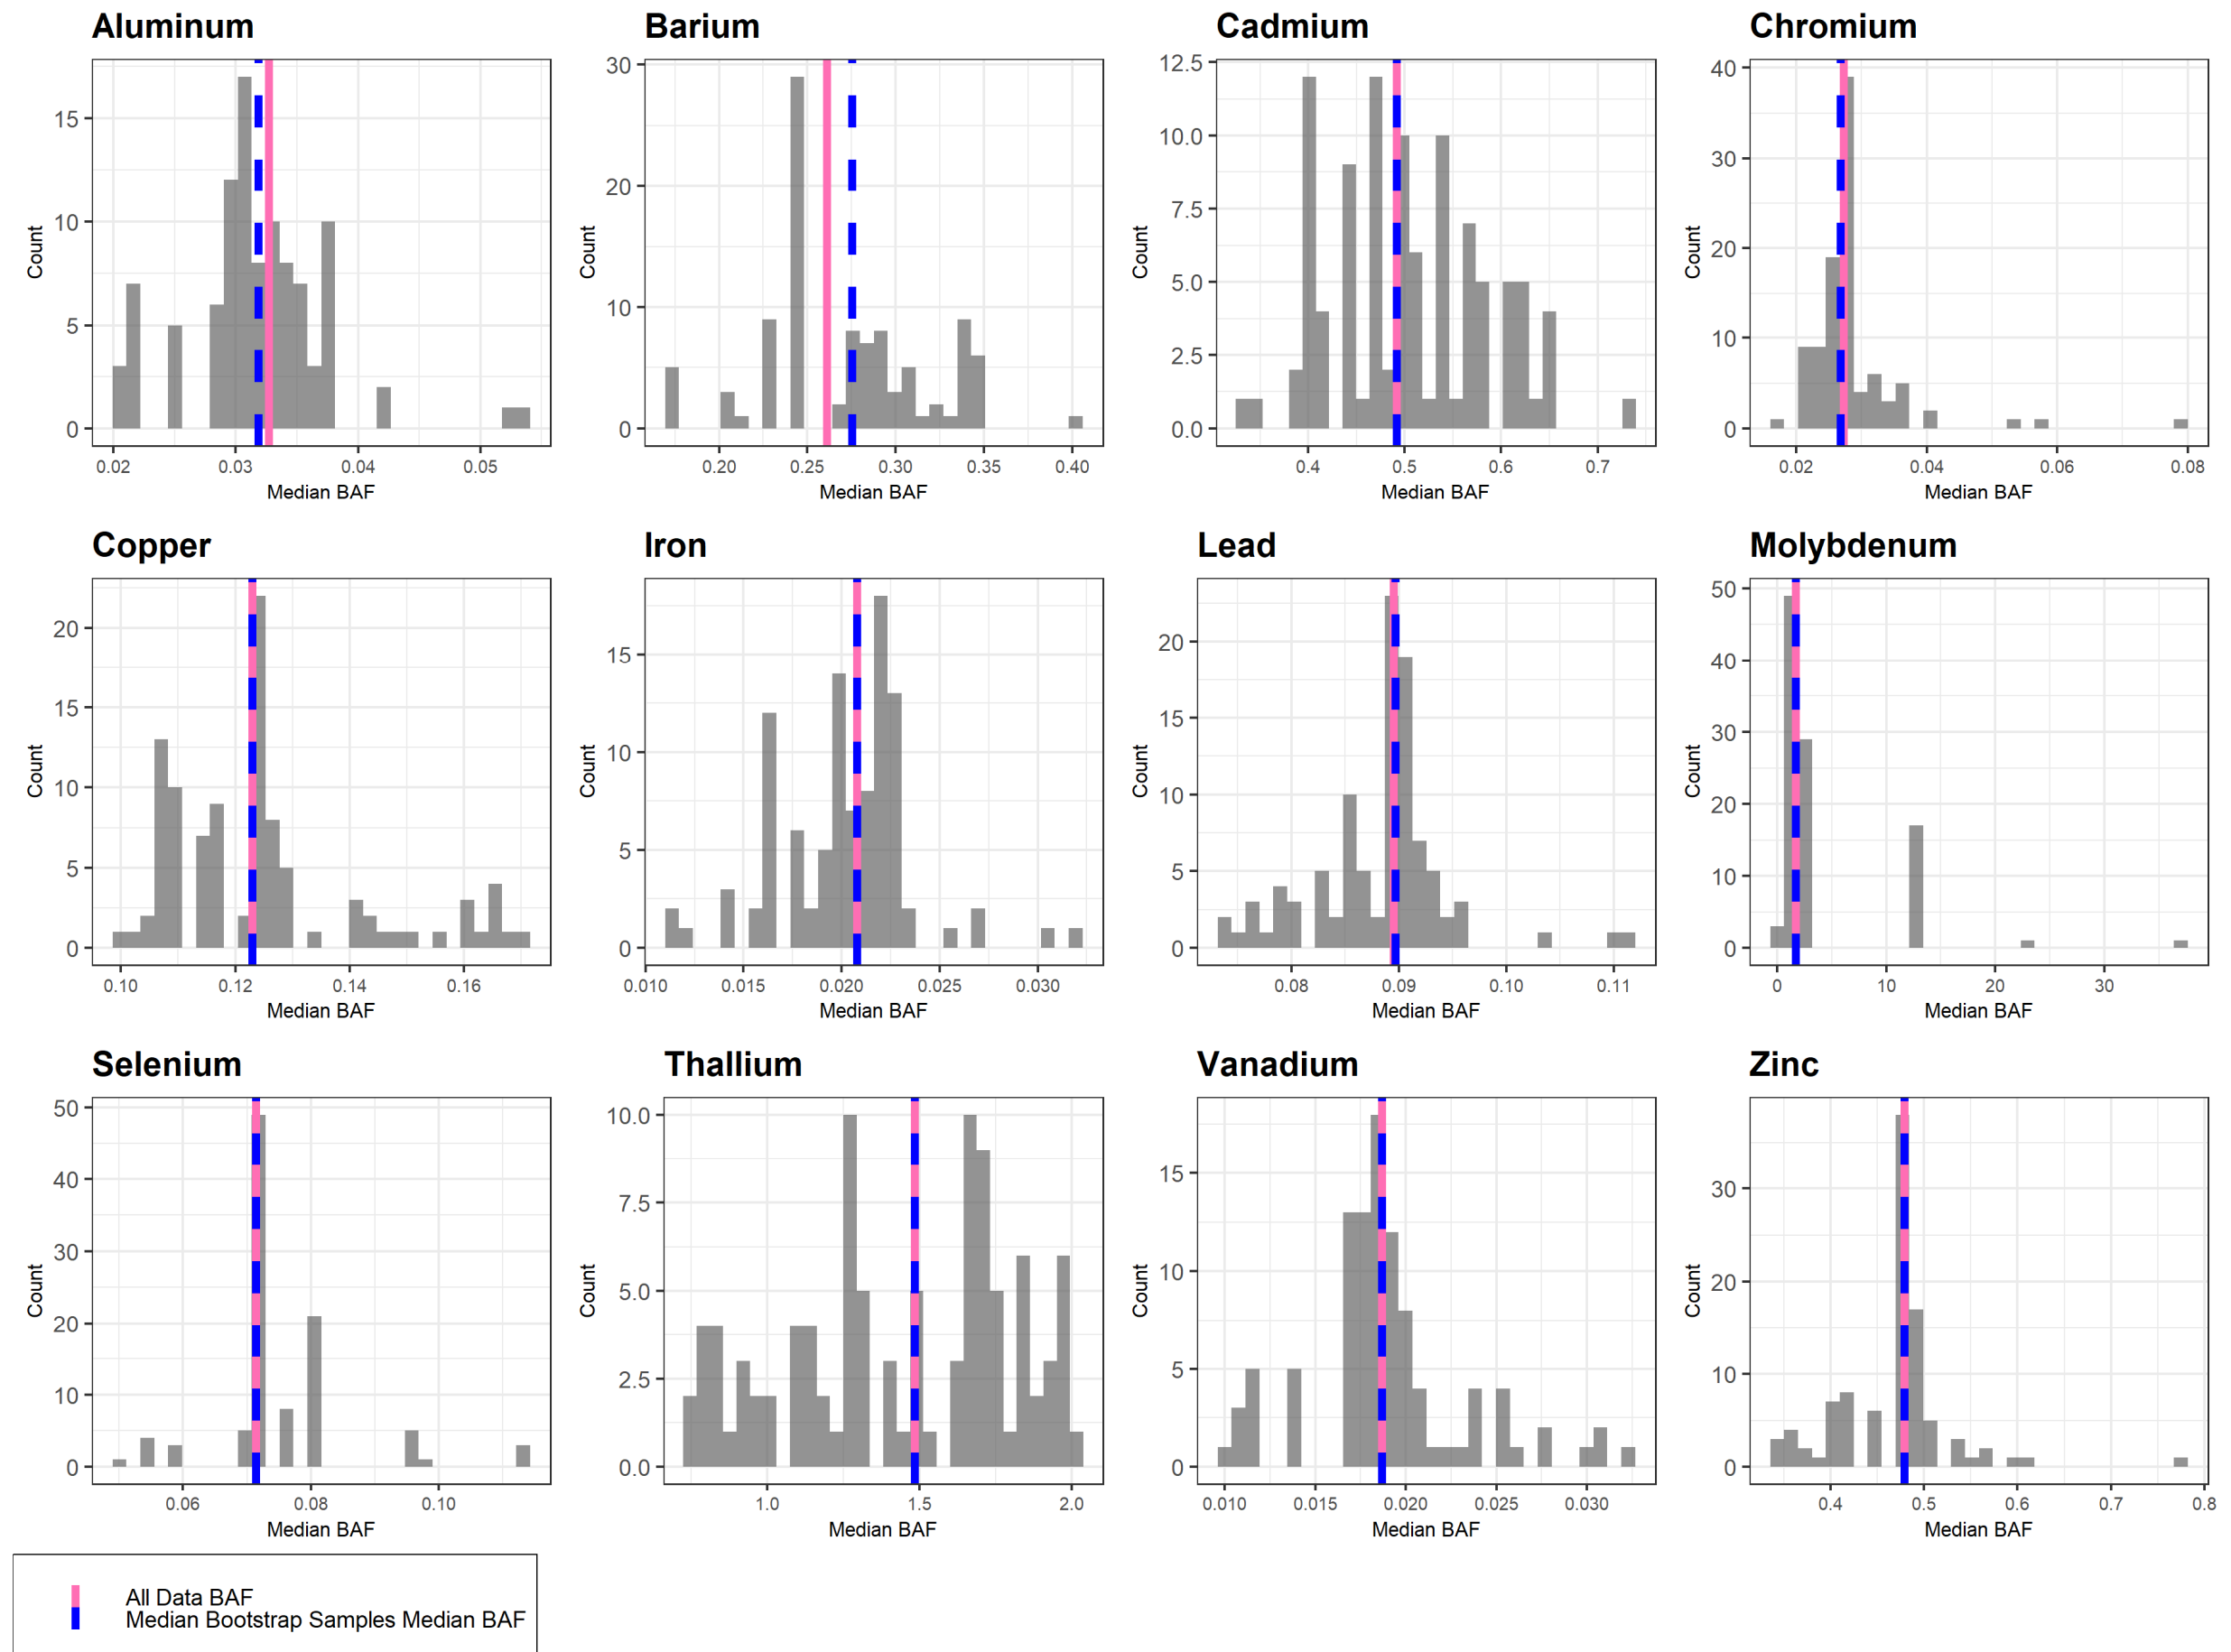 Aluminum
Barium
Cadmium
Chromium
Count
15
10
5
0
0.02 0.03 0.04 0.05
Median BAF
Count
30
20
10
0
0.20 0.25 0.30 0.35 0.40
Median BAF
Count
12.5
10.0
7.5
5.0
2.5
0.0
0.4 0.5 0.6 0.7
Median BAF
Count
40
30
20
10
0
0.02 0.04 0.06 0.08
Median BAF
Copper
Iron
Lead
Molybdenum
Count
20
15
10
5
0
0.10 0.12 0.14 0.16
Median BAF
Count
15
10
5
0
0.010 0.015 0.020 0.025 0.030
Median BAF
Count
20
15
10
5
0
0.08 0.09 0.10 0.11
Median BAF
Count
50
40
30
20
10
0
0 10 20 30
Median BAF
Selenium
Thallium
Vanadium
Zinc
Count
50
40
30
20
10
0
0.06 0.08 0.10
Median BAF
Count
10.0
7.5
5.0
2.5
0.0
1.0 1.5 2.0
Median BAF
Count
15
10
5
0
0.010 0.015 0.020 0.025 0.030
Median BAF
Count
30
20
10
0
0.4 0.5 0.6 0.7 0.8
Median BAF
All Data BAF
Median Bootstrap Samples Median BAF